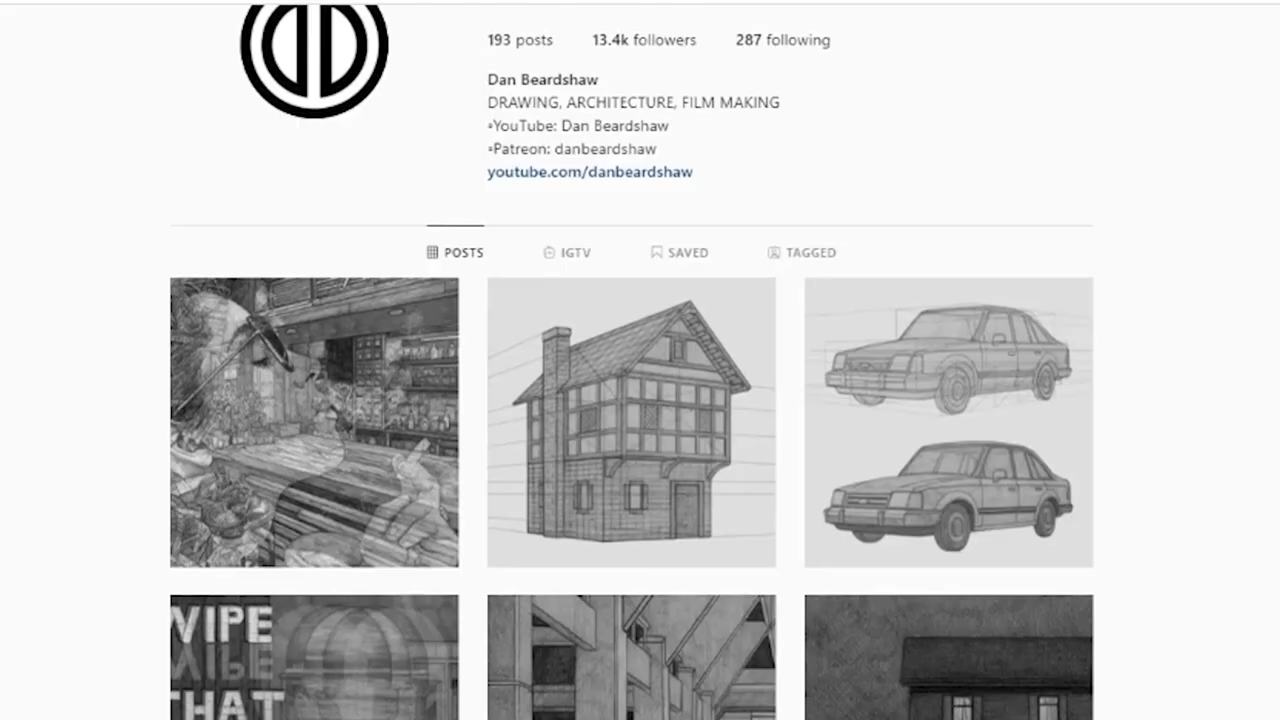 193 posts 13.4k followers 287 following
Dan Beardshaw
DRAWING, ARCHITECTURE, FILM MAKING
▫YouTube: Dan Beardshaw
▫Patreon: danbeardshaw
youtube.com/danbeardshaw
POSTS IGTV SAVED TAGGED
WIPE
THAT